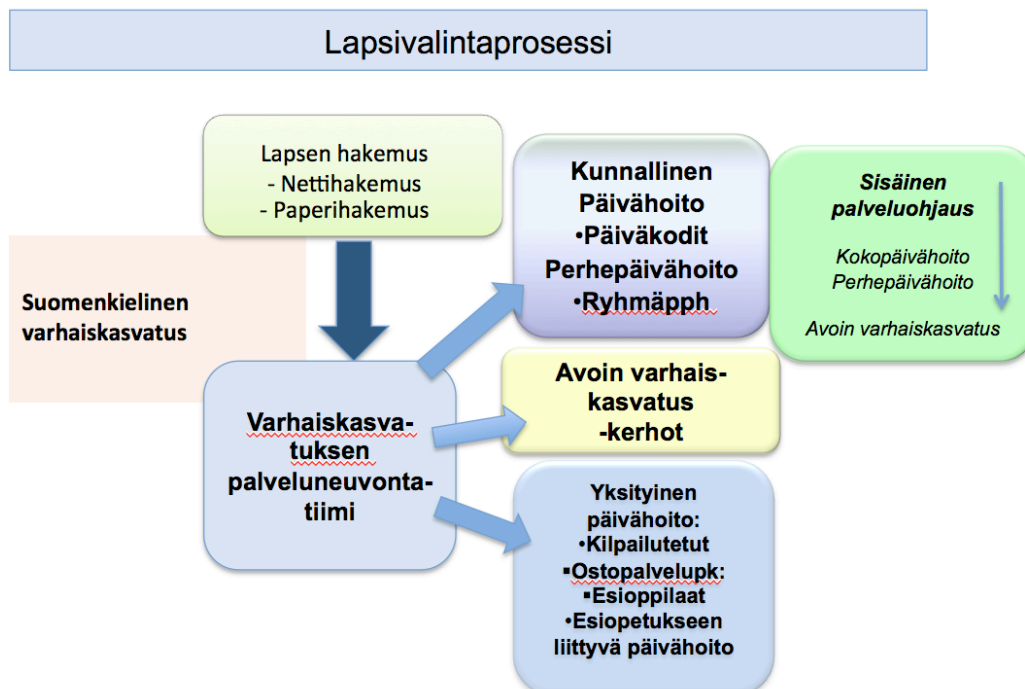 Lapsivalintaprosessi
Lapsen hakemus
- Nettihakemus
- Paperihakemus
Suomenkielinen
varhaiskasvatus
Varhaiskasva-
tuksen
palveluneuvonta-
tiimi
Kunnallinen
Päivähoito
•Päiväkodit
Perhepäivähoito
•Ryhmäpph
Sisäinen
palveluohjaus
Kokopäivähoito
Perhepäivähoito
Avoin varhaiskasvatus
Avoin varhais-
kasvatus
-kerhot
Yksityinen
päivähoito:
•Kilpailutetut
▪Ostopalvelupk:
▪Esioppilaat
•Esiopetukseen
liittyvä päivähoito